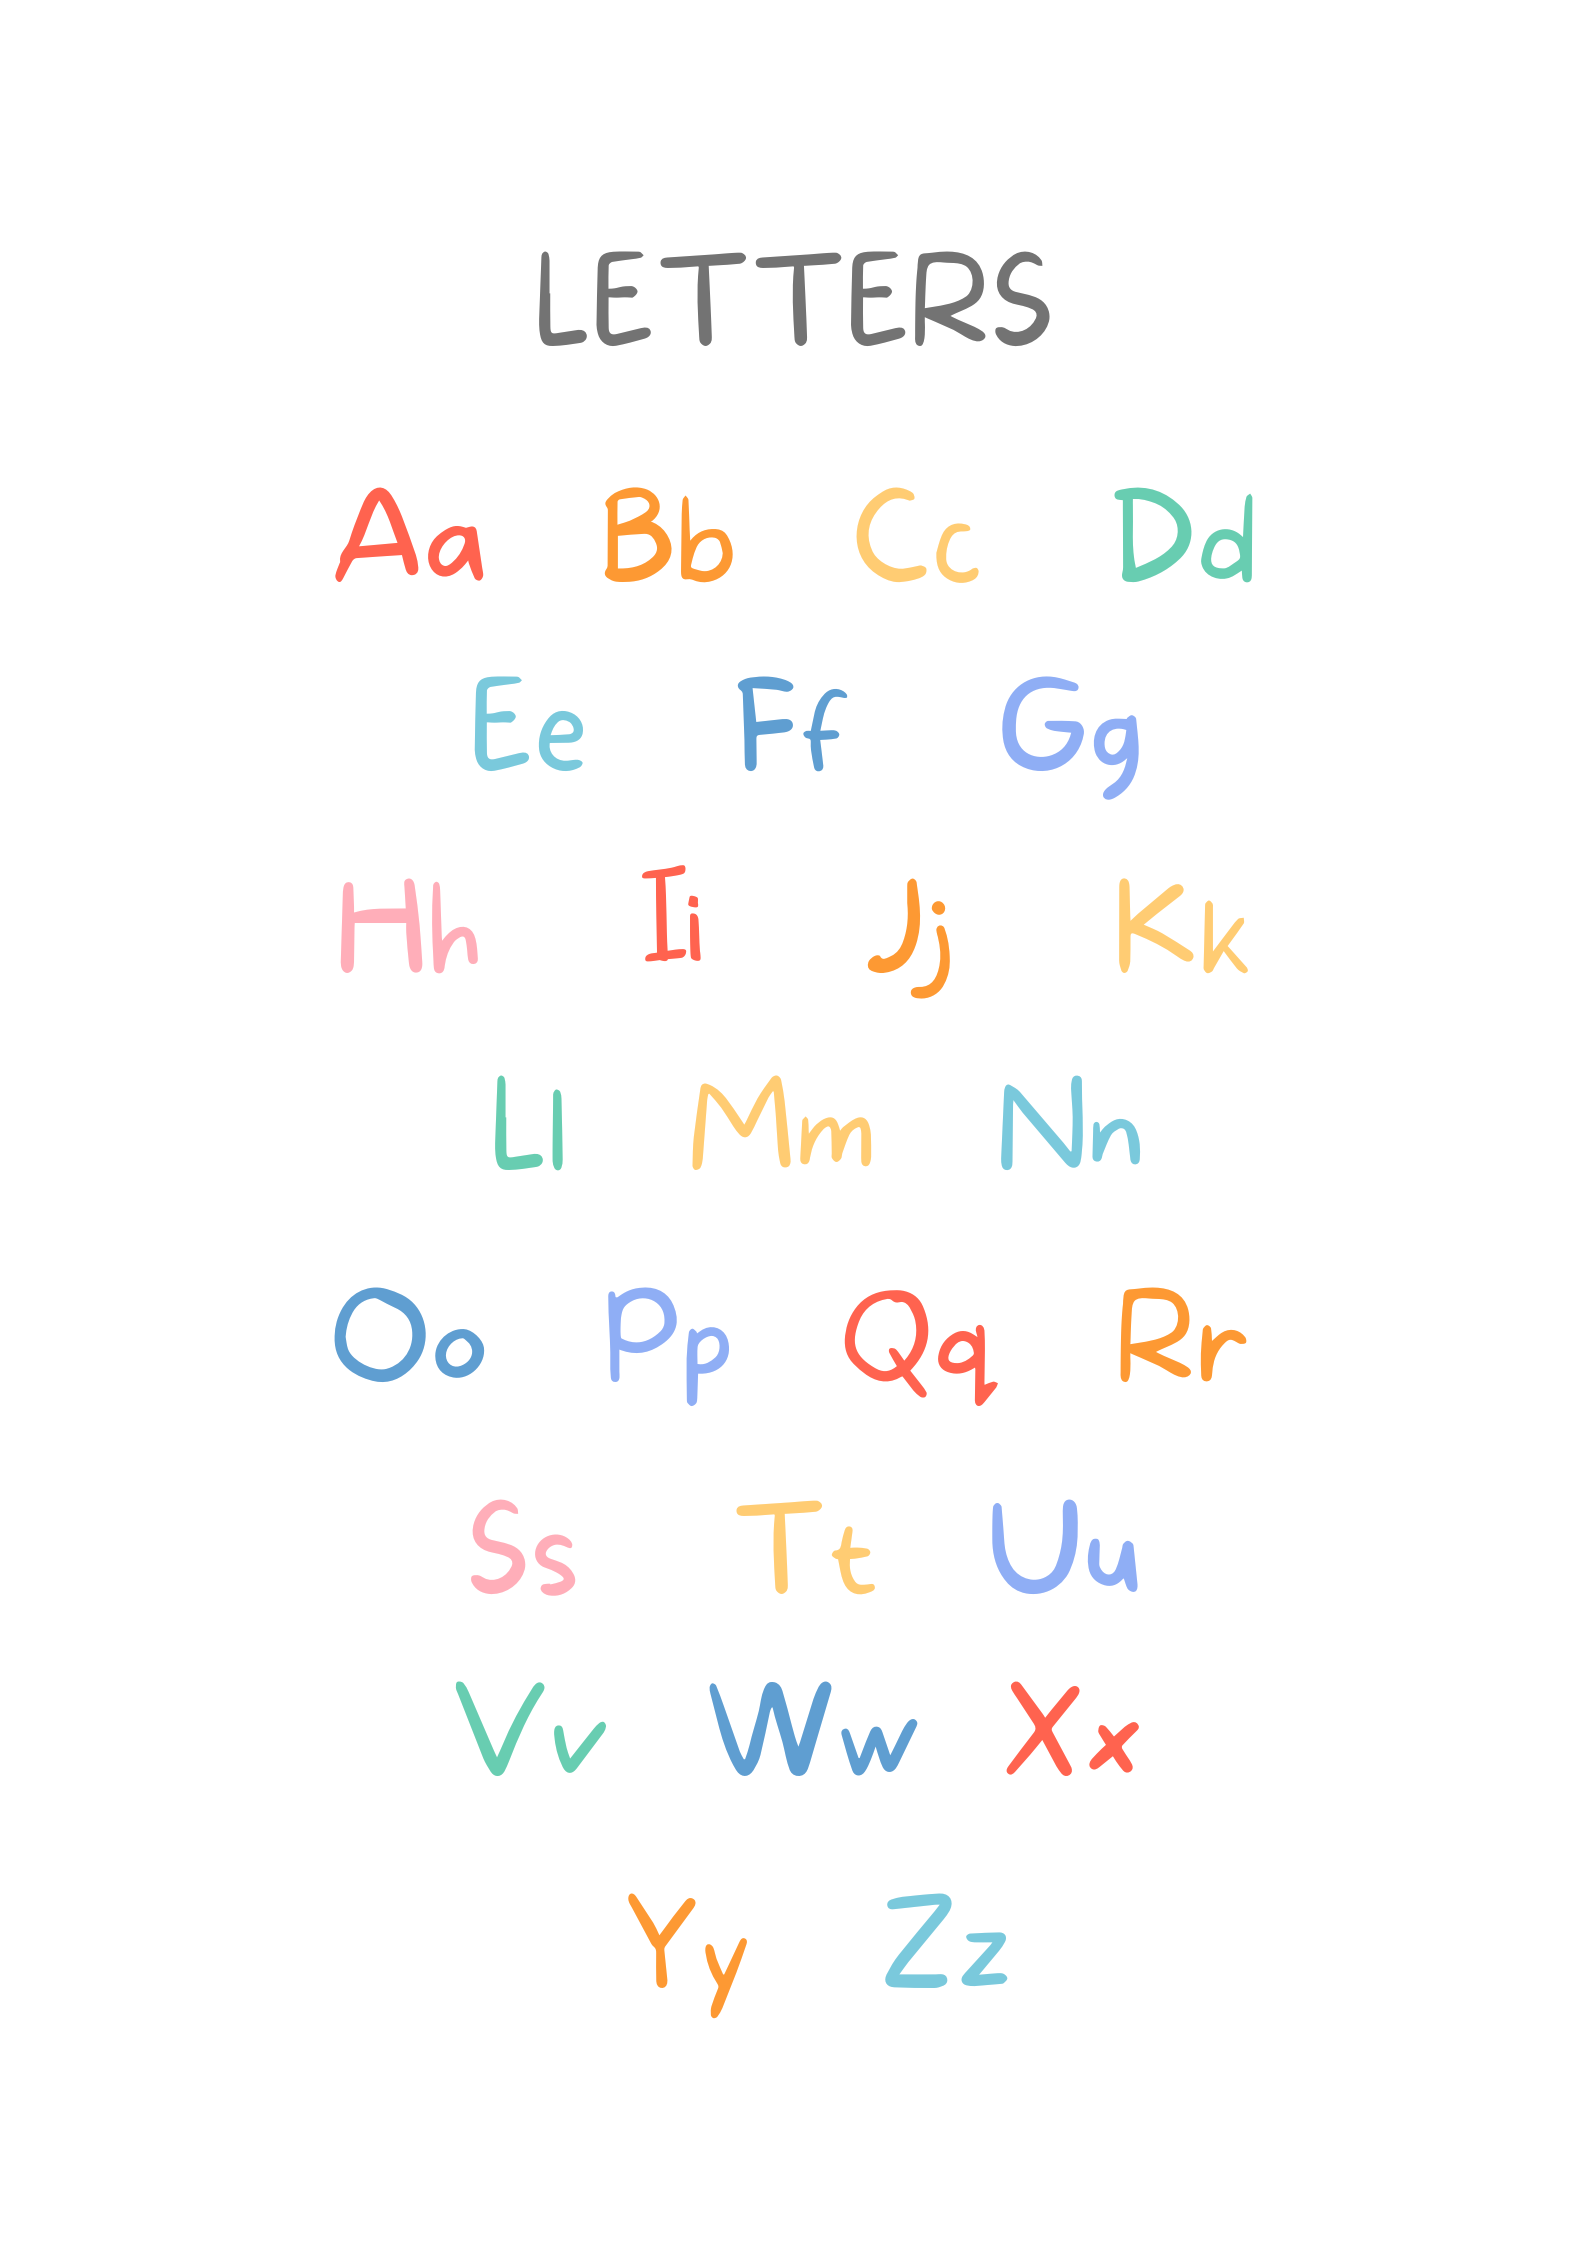 LETTERS
Aa Bb Cc Dd
Ee Ff Gg
Hh Ii Jj Kk
Ll Mm Nn
Oo Pp Qq Rr
Ss Tt Uu
Vv Ww Xx
Yy Zz